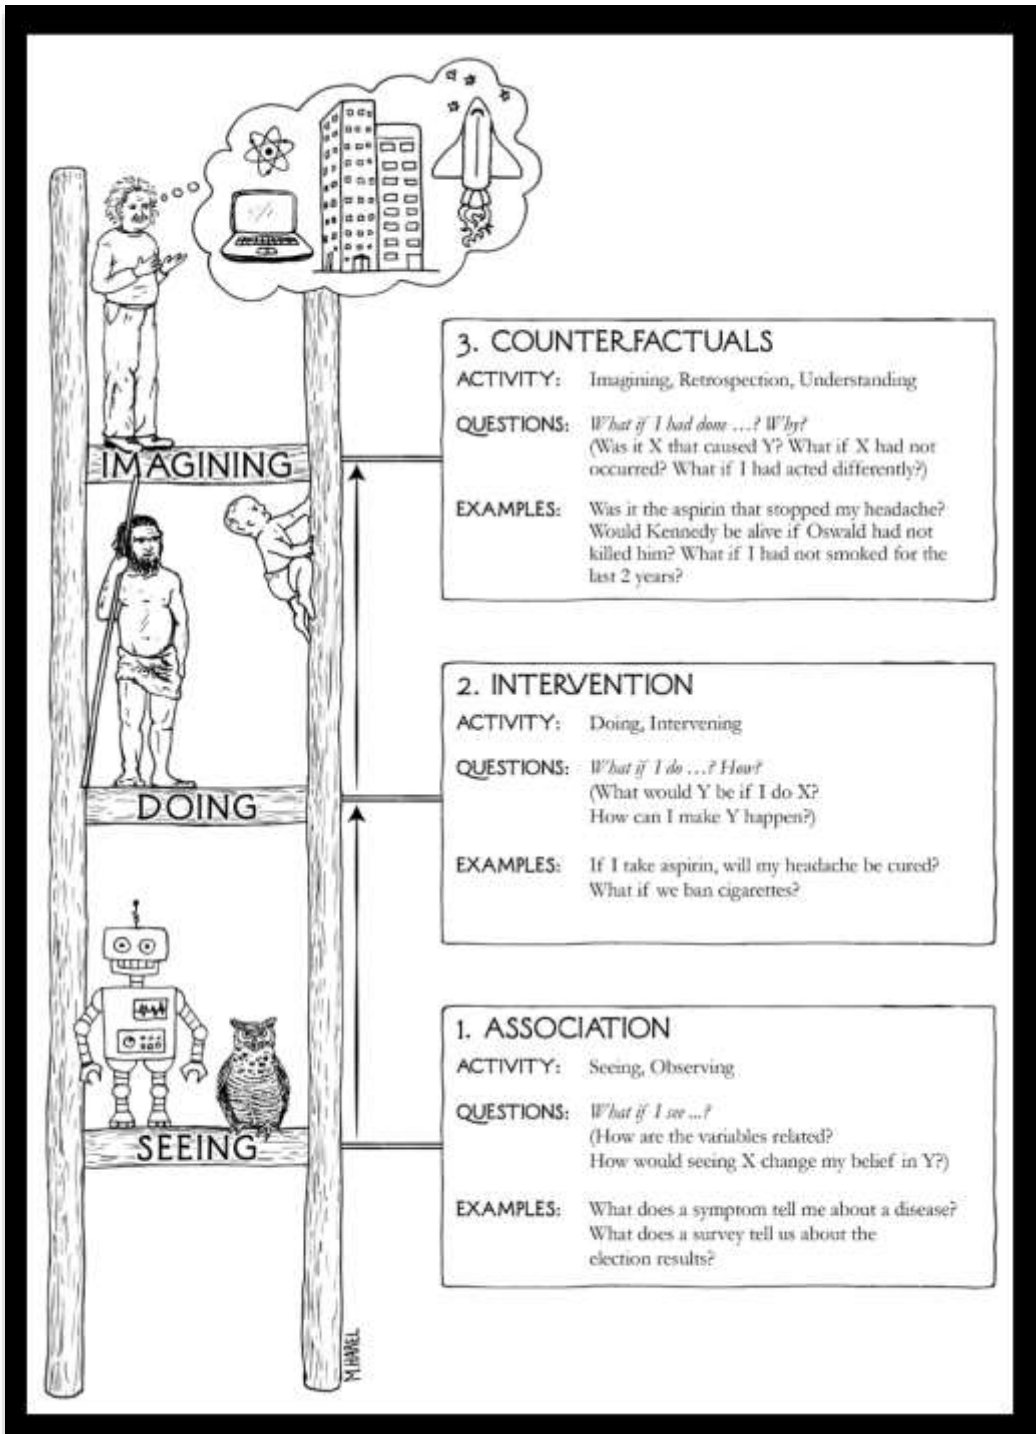 3. COUNTERFACTUALS
ACTIVITY: Imagining, Retrospection, Understanding
QUESTIONS: What if I had done …? Why?
(Was it X that caused Y? What if X had not
occurred? What if I had acted differently?)
EXAMPLES: Was it the aspirin that stopped my headache?
Would Kennedy be alive if Oswald had not
killed him? What if I had not smoked for the
last 2 years?
IMAGINING
2. INTERVENTION
ACTIVITY: Doing, Intervening
QUESTIONS: What if I do …? How?
(What would Y be if I do X?
How can I make Y happen?)
EXAMPLES: If I take aspirin, will my headache be cured?
What if we ban cigarettes?
DOING
1. ASSOCIATION
ACTIVITY: Seeing, Observing
QUESTIONS: What if I see ...?
(How are the variables related?
How would seeing X change my belief in Y?)
EXAMPLES: What does a symptom tell me about a disease?
What does a survey tell us about the
election results?
SEEING
M.HAREL